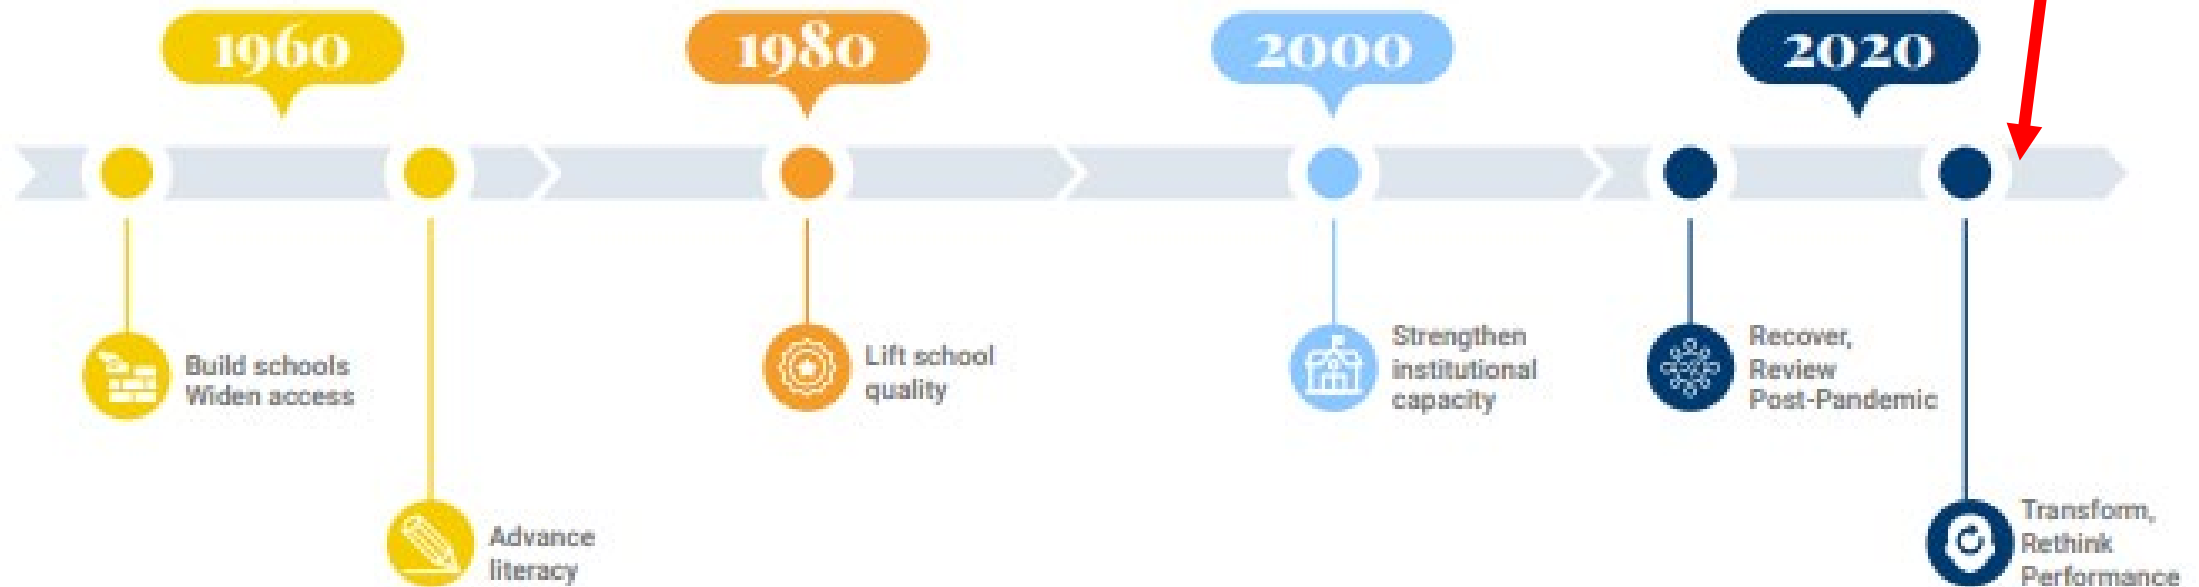 1960
1980
2000
2020
Build schools
Widen access
Advance
literacy
Lift school
quality
Strengthen
institutional
capacity
Recover,
Review
Post-Pandemic
Transform,
Rethink
Performance